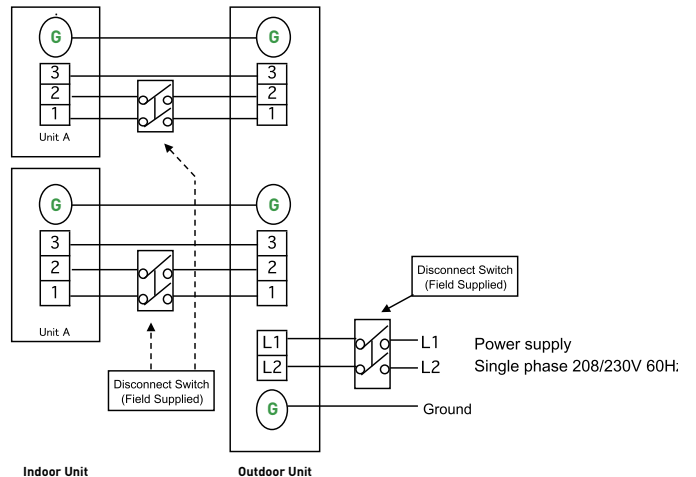 G
G
3
3
2
2
1
1
Unit A
G
G
3
3
2
2
1
1
Unit A
Disconnect Switch
(Field Supplied)
L1
L1
Power supply
L2
L2
Single phase 208/230V 60Hz
Disconnect Switch
(Field Supplied)
G
Ground
Indoor Unit
Outdoor Unit